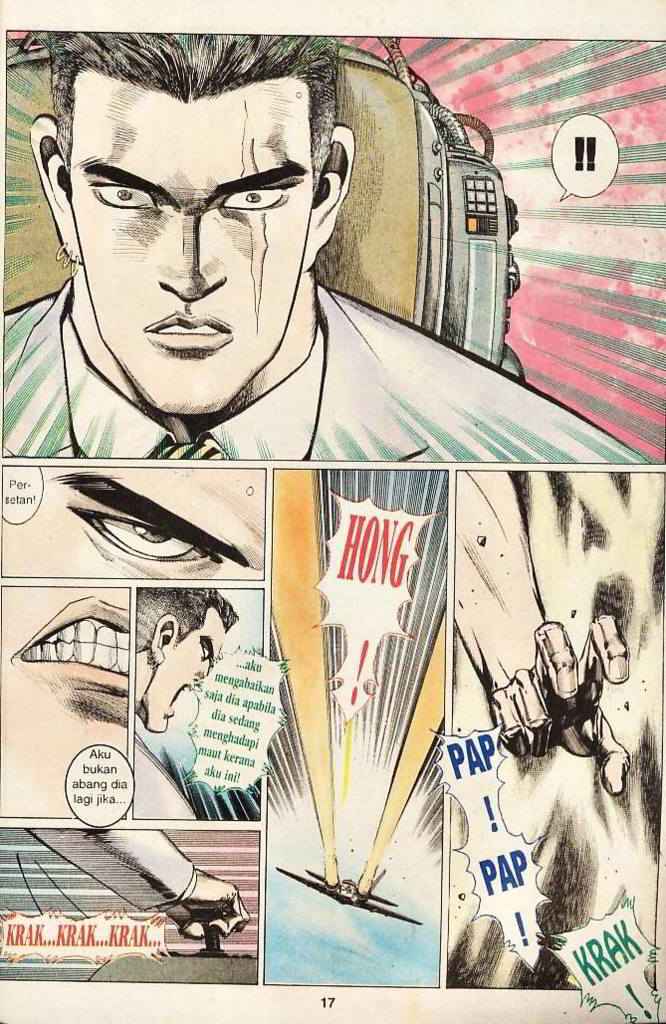 !!
Per-
setan!
Aku
bukan
abang dia
lagi jika...
...aku
mengabaikan
saja dia apabila
dia sedang
menghadapi
maut kerana
aku ini!
KRAK...KRAK...KRAK...
HONG
!
PAP
!
PAP
!
KRAK
!
17